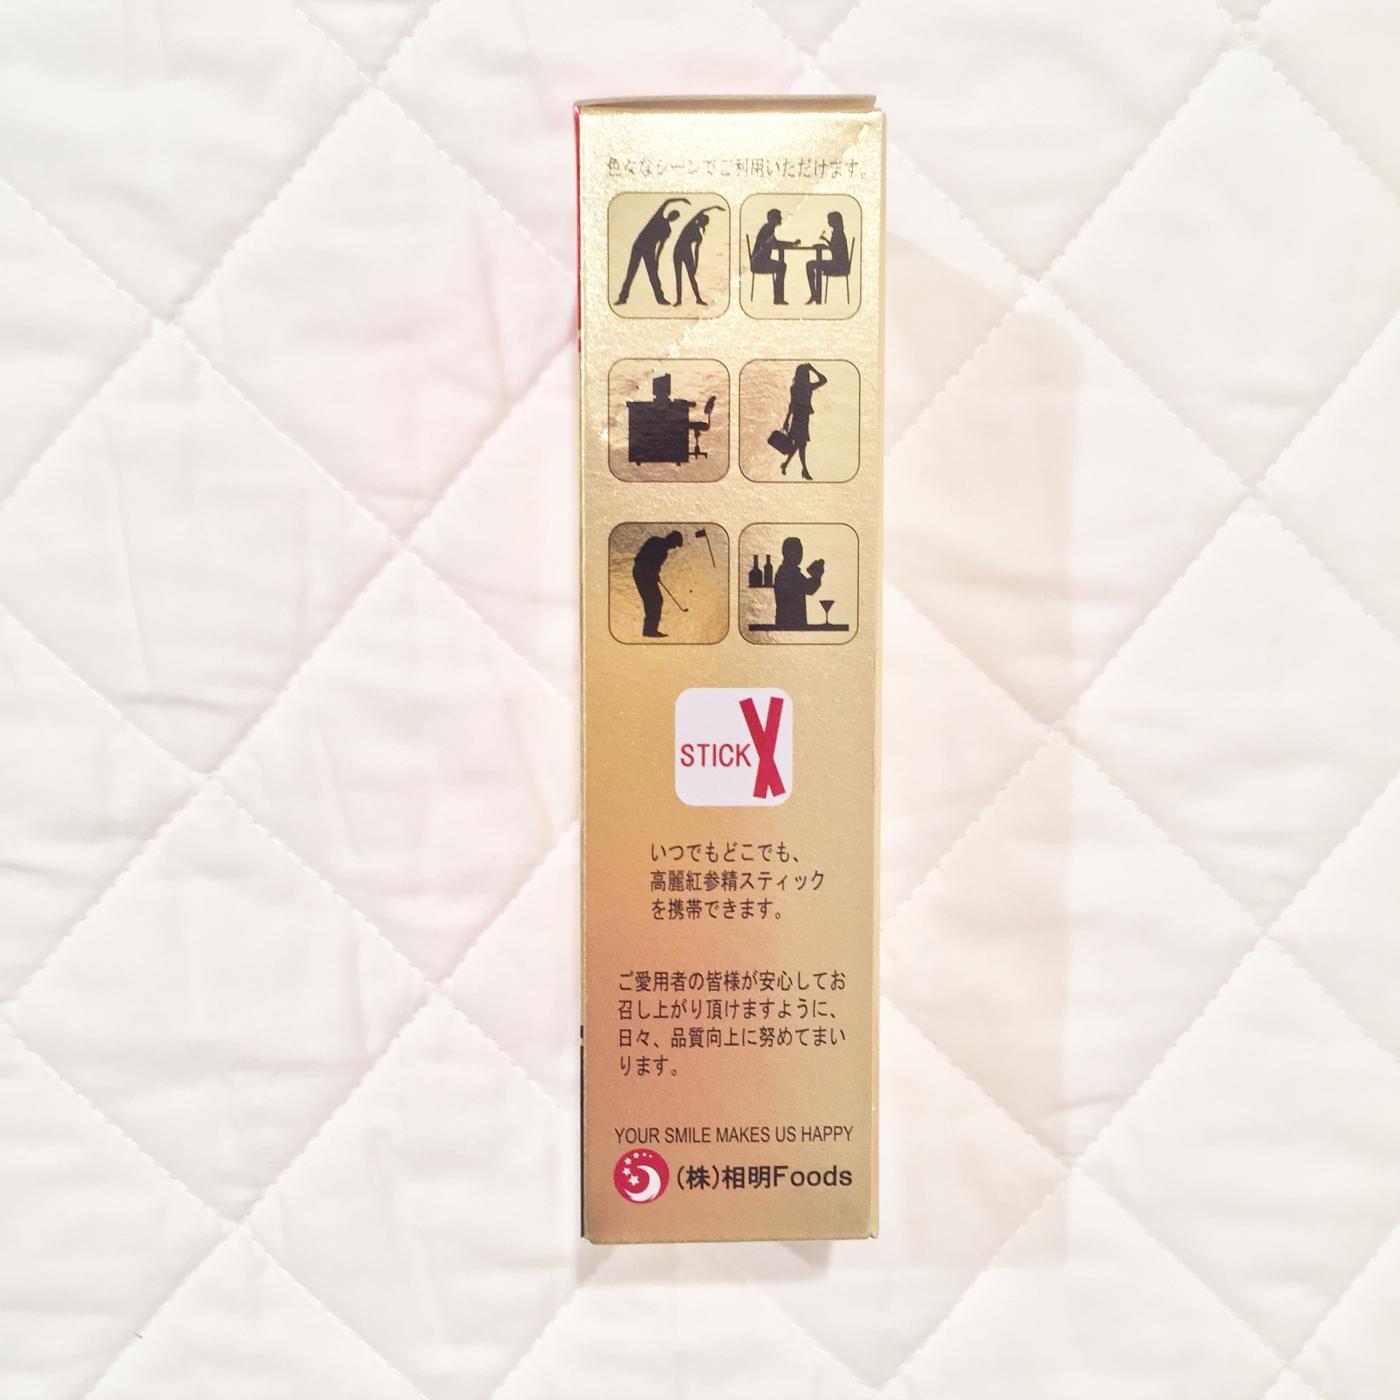 色々なシーンでご利用いただけます。
STICK
いつでもどこでも、
高麗紅参精スティック
を携帯できます。
ご愛用者の皆様が安心してお
召し上がり頂けますように、
日々、品質向上に努めてまい
ります。
YOUR SMILE MAKES US HAPPY
(株)相明Foods